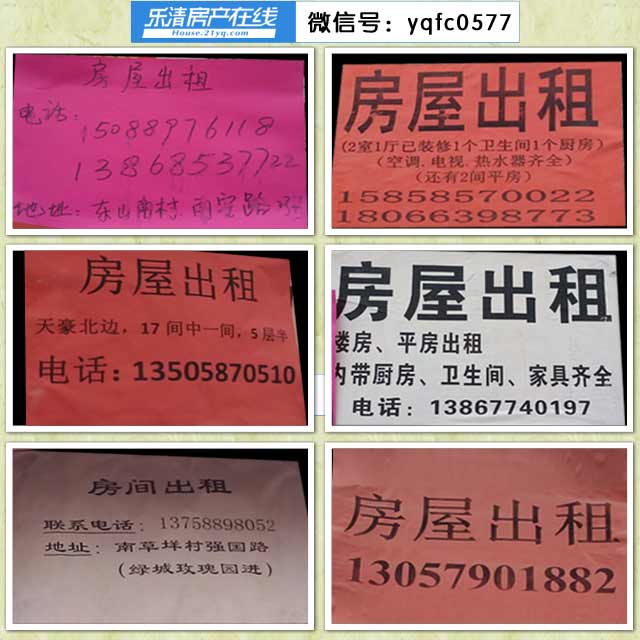 乐清房产在线
House.21yq.com
微信号：yqfc0577
房屋出租
电话：
15088976118
13868537722
地址：东山南村
房屋出租
(2室1厅已装修1个卫生间1个厨房)
(空调.电视.热水器齐全)
(还有2间平房)
15858570022
18066398773
房屋出租
天豪北边，17间中一间，5层半
电话：13505870510
房屋出租
楼房、平房出租
内带厨房、卫生间、家具齐全
电话：13867740197
房间出租
联系电话：13758898052
地址：南草垟村强国路
(绿城玫瑰园进)
房屋出租
13057901882